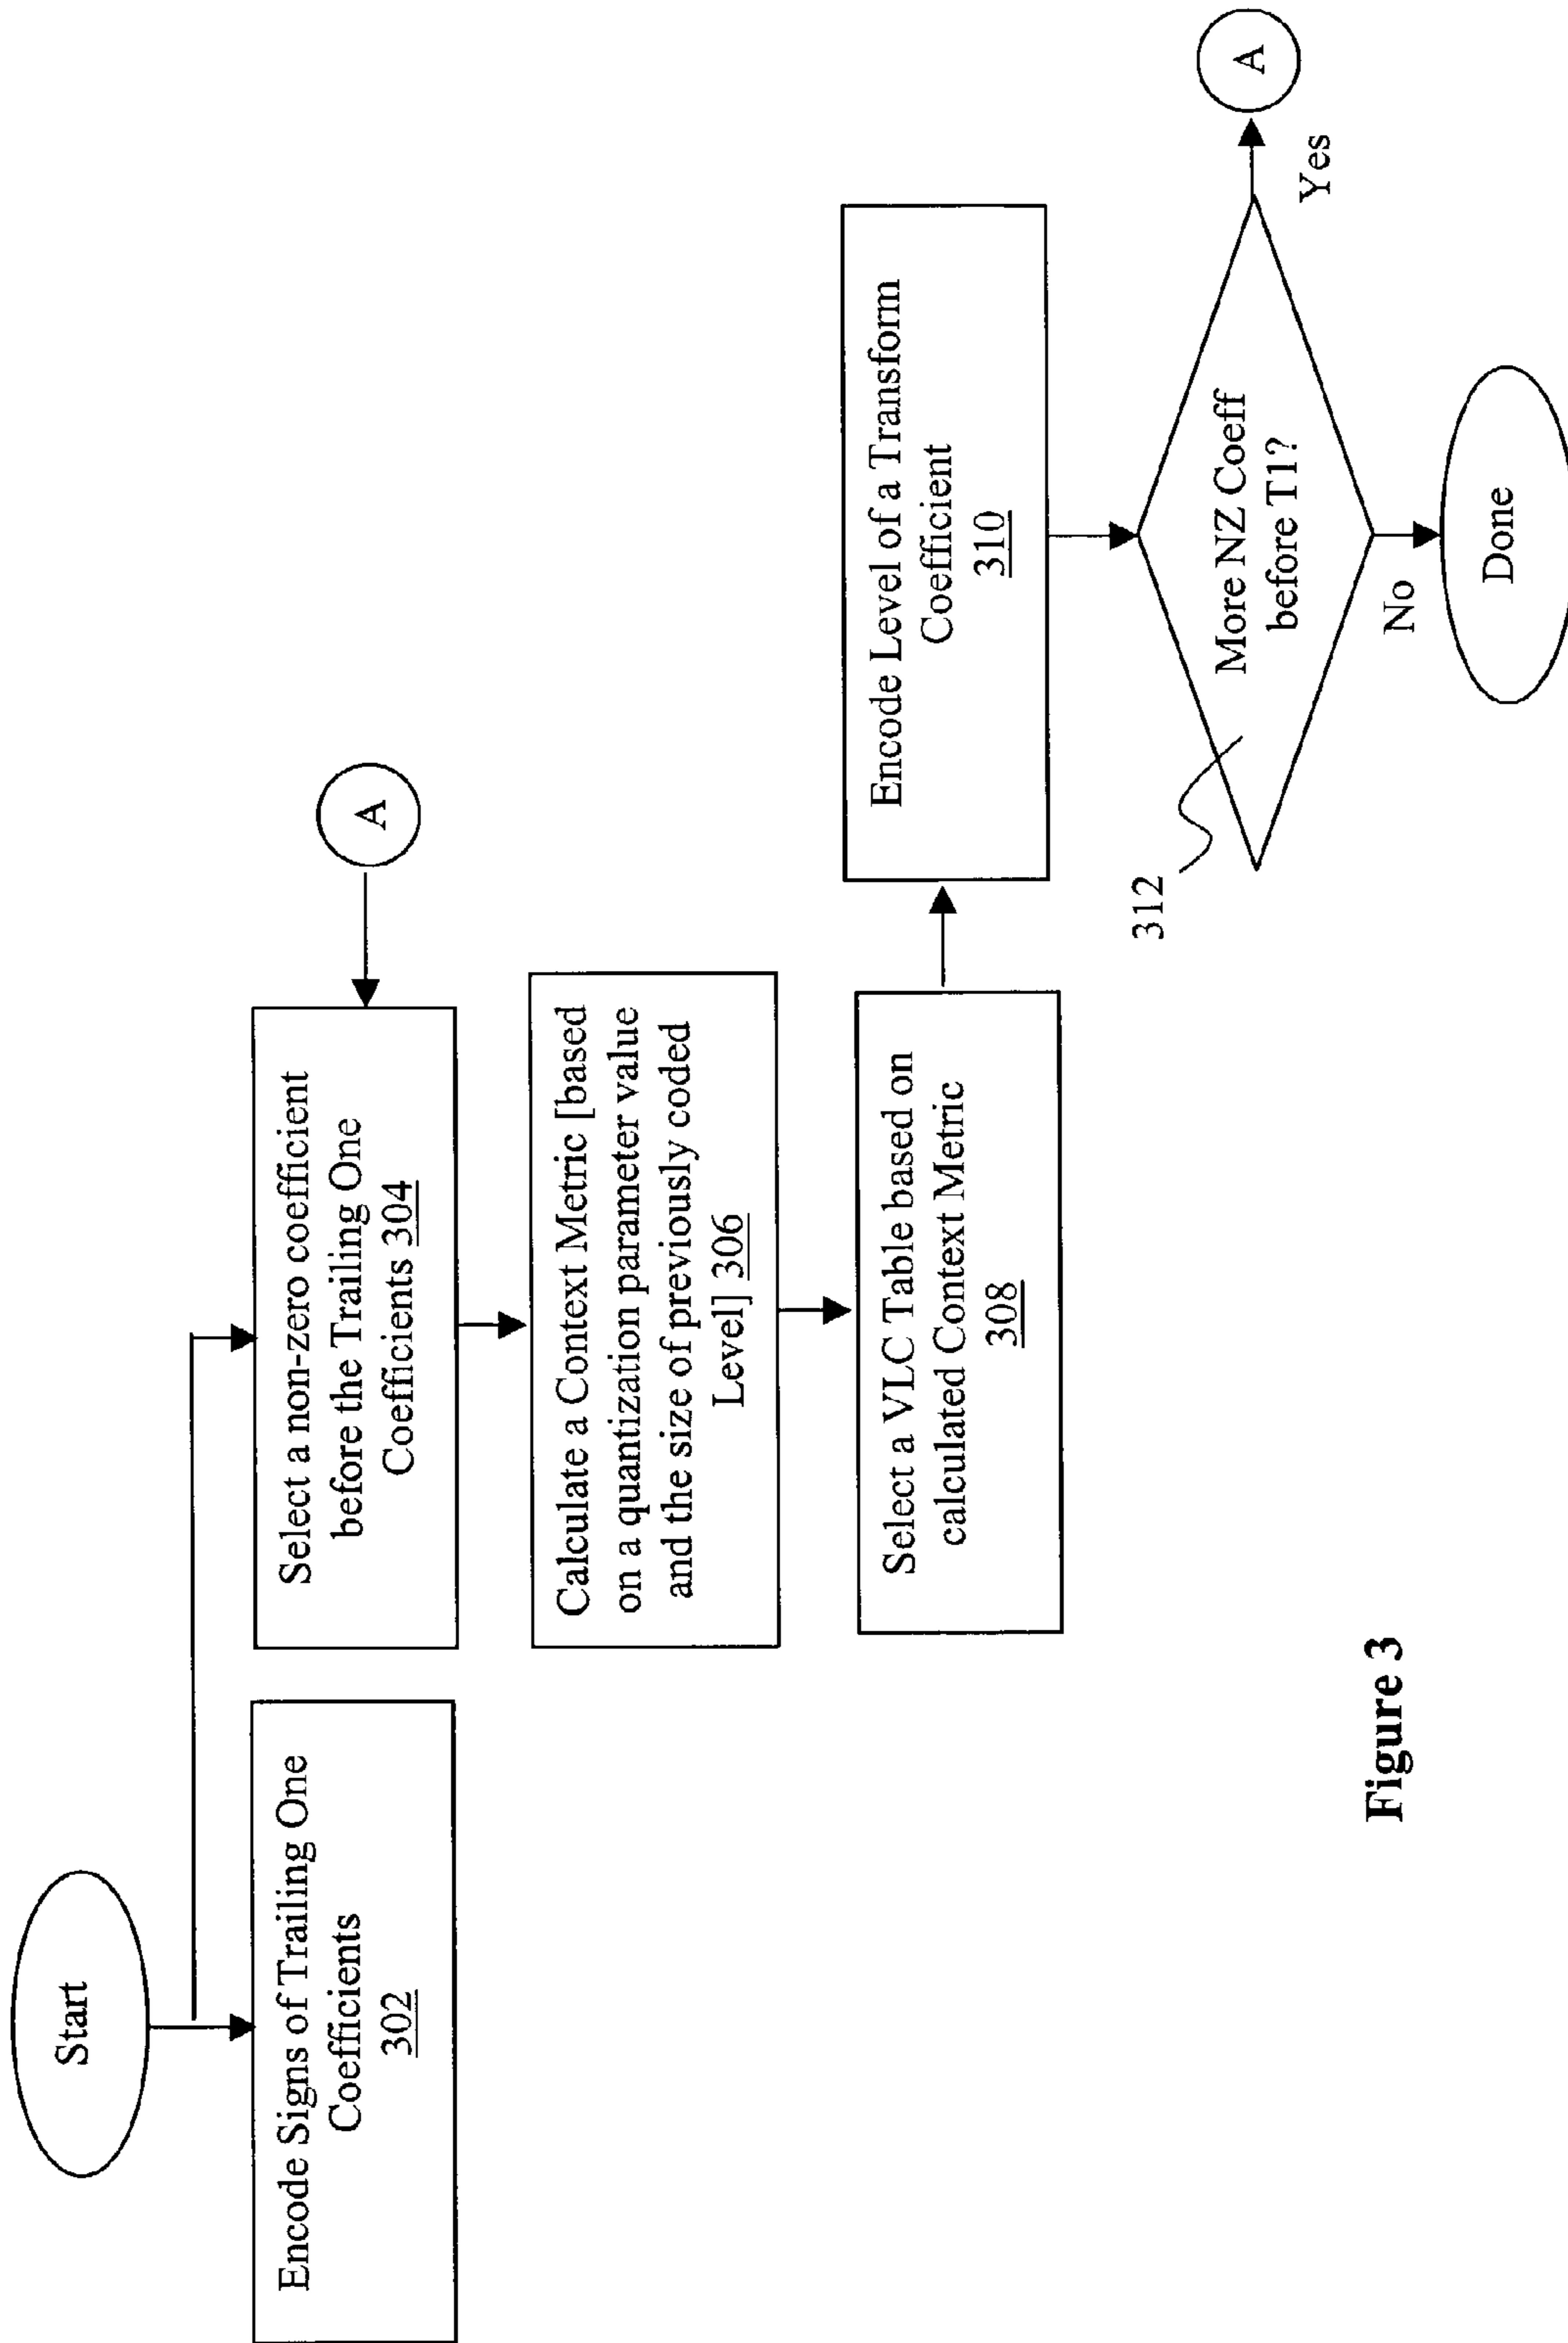 Start
Encode Signs of Trailing One
Coefficients
302
Select a non-zero coefficient
before the Trailing One
Coefficients 304
A
Calculate a Context Metric [based
on a quantization parameter value
and the size of previously coded
Level] 306
Select a VLC Table based on
calculated Context Metric
308
Encode Level of a Transform
Coefficient
310
312
More NZ Coeff
before T1?
Yes
A
No
Done
Figure 3